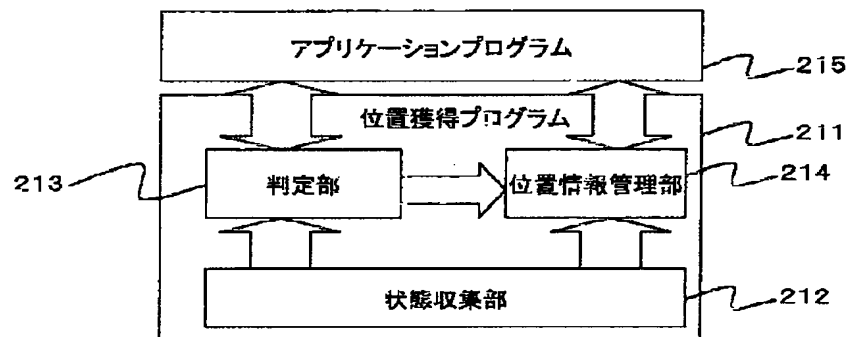 アプリケーションプログラム
215
位置獲得プログラム
211
213
判定部
位置情報管理部
214
状態収集部
212